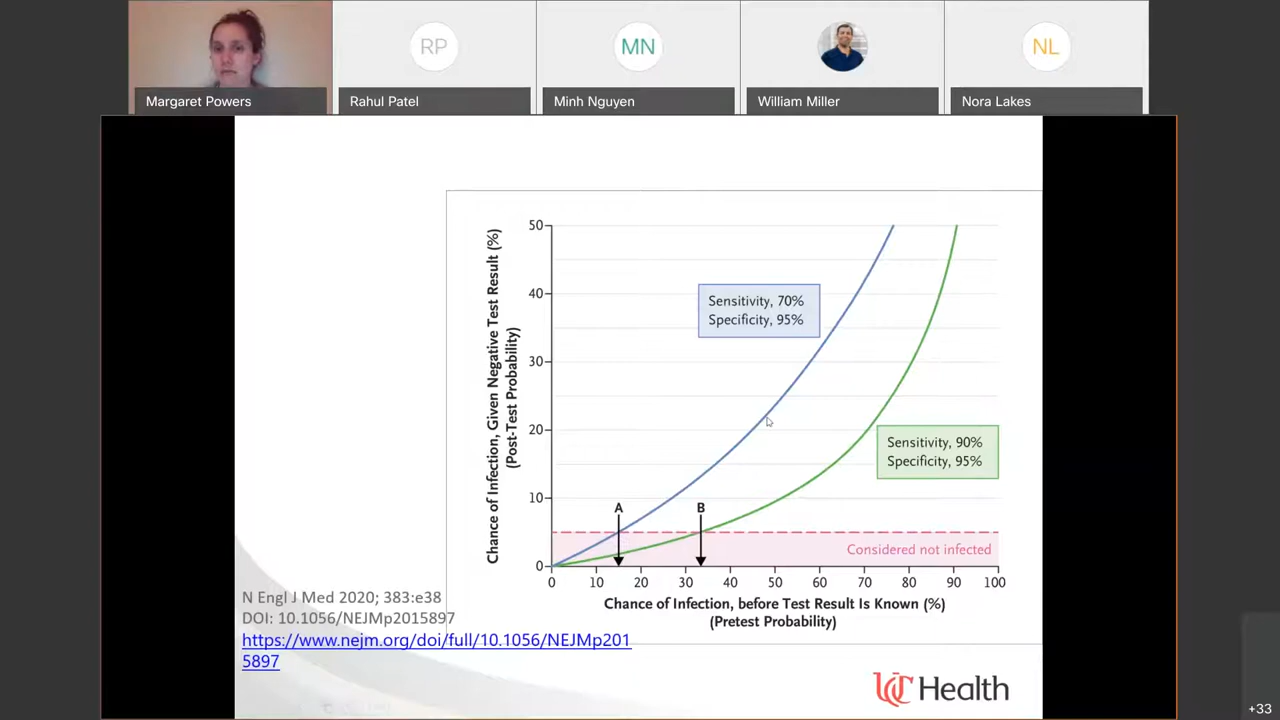 RP
MN
NL
Margaret Powers
Rahul Patel
Minh Nguyen
William Miller
Nora Lakes
Chance of Infection, Given Negative Test Result (%)
(Post-Test Probability)
50
40
30
20
10
0
Sensitivity, 70%
Specificity, 95%
Sensitivity, 90%
Specificity, 95%
A
B
Considered not infected
0 10 20 30 40 50 60 70 80 90 100
Chance of Infection, before Test Result Is Known (%)
(Pretest Probability)
N Engl J Med 2020; 383:e38
DOI: 10.1056/NEJMp2015897
https://www.nejm.org/doi/full/10.1056/NEJMp201
5897
UC Health
+33